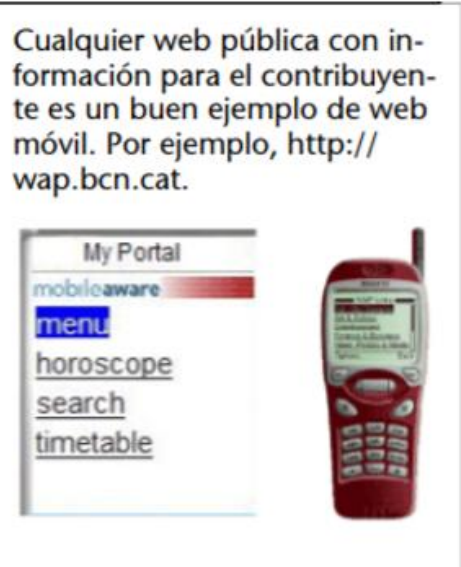 Cualquier web pública con in-
formación para el contribuyen-
te es un buen ejemplo de web
móvil. Por ejemplo, http://
wap.bcn.cat.
My Portal
mobileaware
menu
horoscope
search
timetable